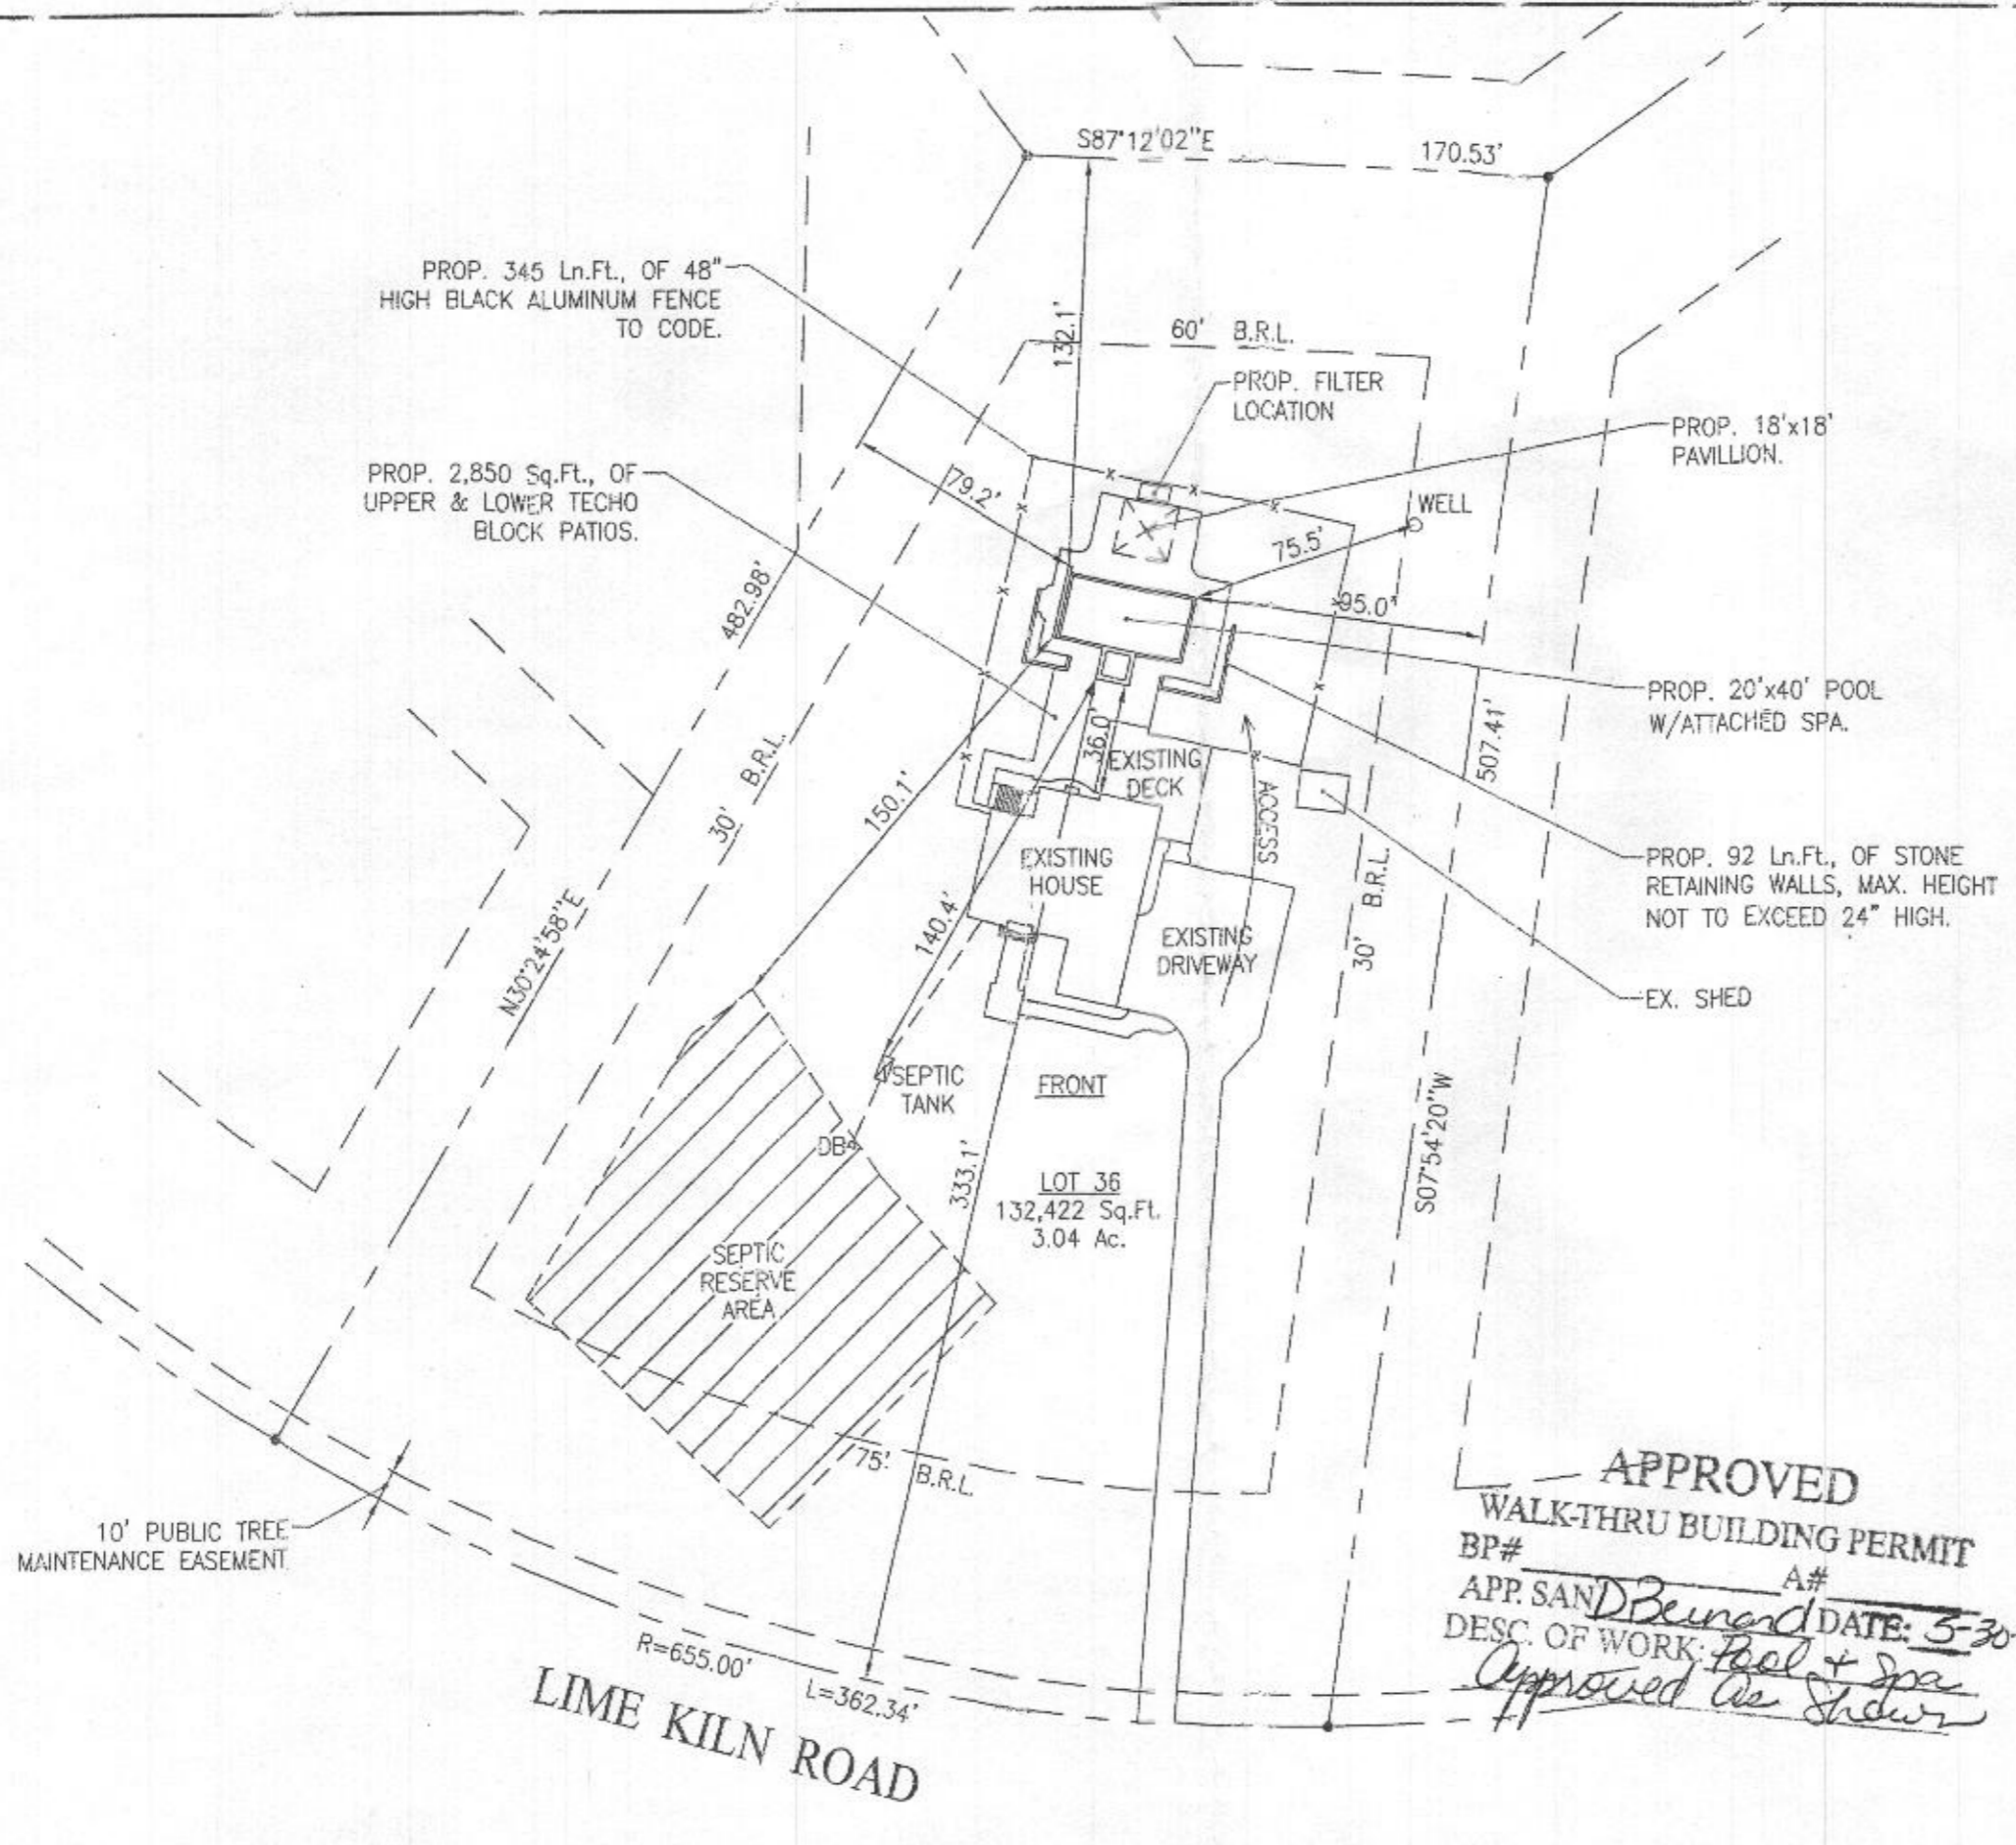 S87°12'02"E
170.53'
PROP. 345 Ln.Ft., OF 48"
HIGH BLACK ALUMINUM FENCE
TO CODE.
132.1'
60' B.R.L.
PROP. FILTER
LOCATION
PROP. 18'x18'
PAVILLION.
PROP. 2,850 Sq.Ft., OF
UPPER & LOWER TECHO
BLOCK PATIOS.
79.2'
WELL
75.5'
95.0'
482.98'
PROP. 20'x40' POOL
W/ATTACHED SPA.
507.41'
36.0'
EXISTING
DECK
30' B.R.L.
150.1'
ACCESS
EXISTING
HOUSE
PROP. 92 Ln.Ft., OF STONE
RETAINING WALLS, MAX. HEIGHT
NOT TO EXCEED 24" HIGH.
140.4'
EXISTING
DRIVEWAY
30' B.R.L.
N30°24'58"E
EX. SHED
SEPTIC
TANK
FRONT
DB
S07°54'20"W
333.1'
LOT 36
132,422 Sq.Ft.
3.04 Ac.
SEPTIC
RESERVE
AREA
75' B.R.L.
10' PUBLIC TREE
MAINTENANCE EASEMENT
R=655.00'
L=362.34'
LIME KILN ROAD
APPROVED
WALK-THRU BUILDING PERMIT
BP# A#
APP. SAN D Bernard DATE: 5-30
DESC. OF WORK: Pool + Spa
Approved As Shown